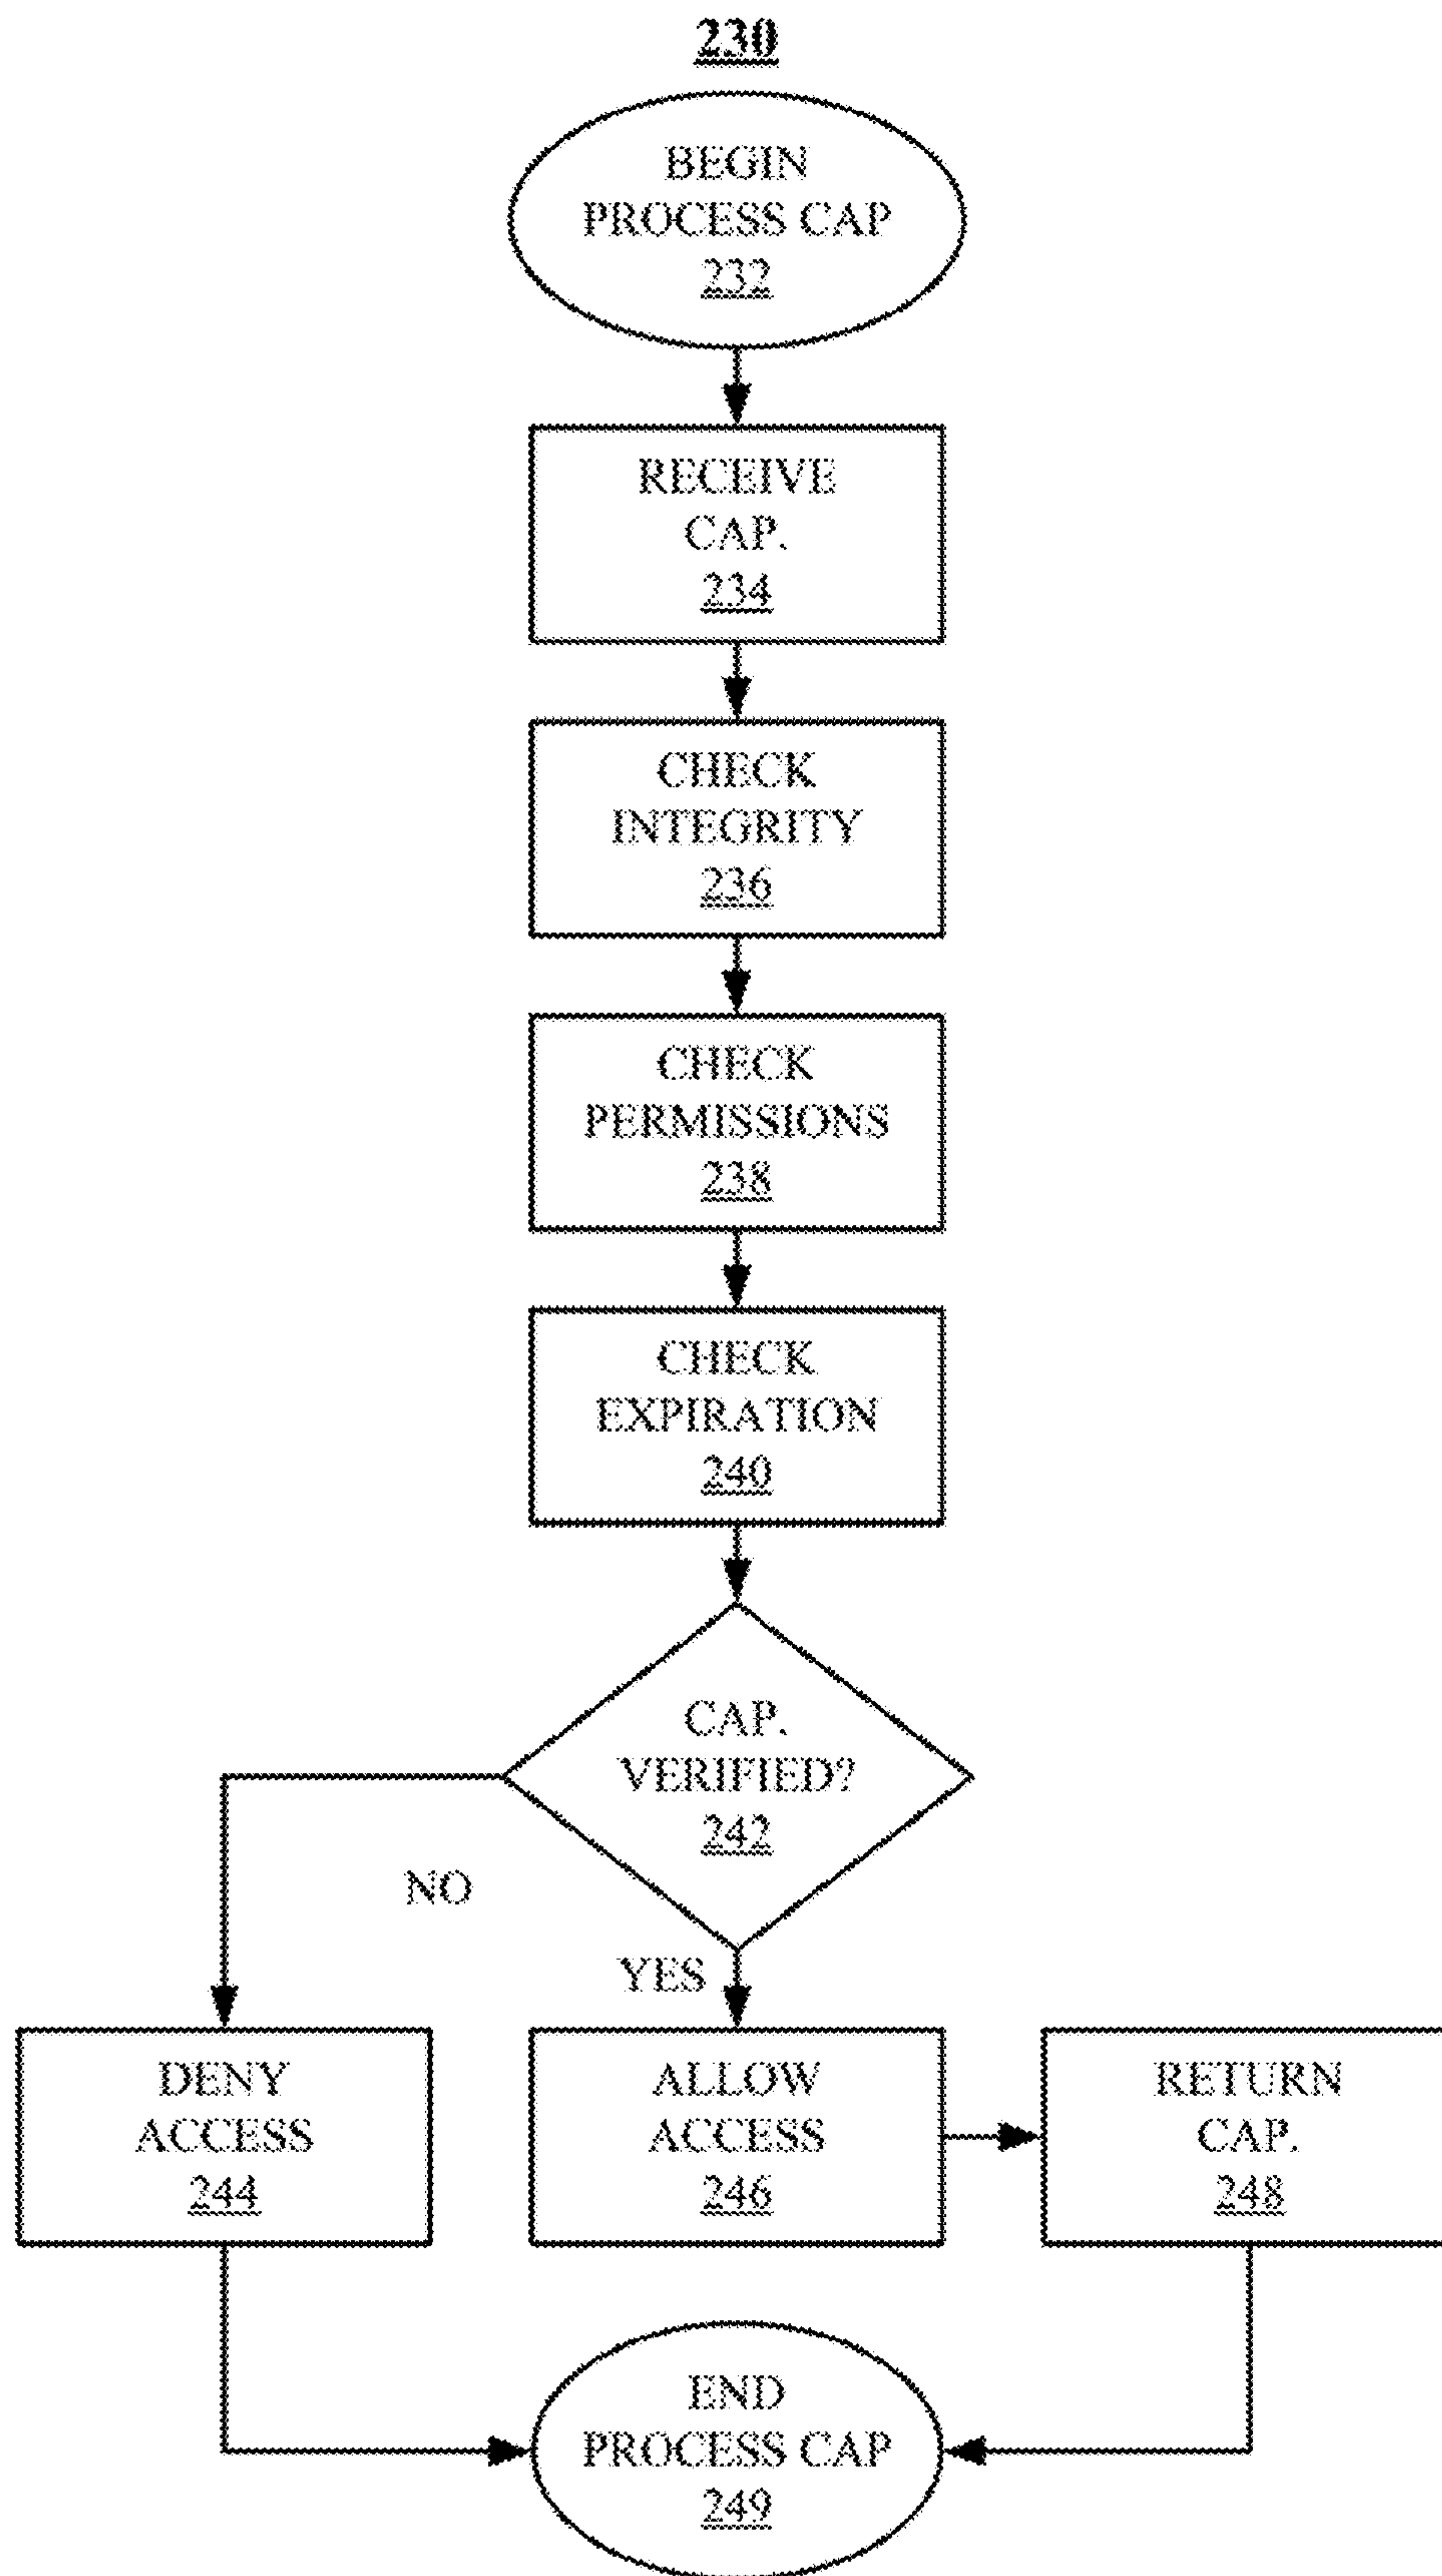 230
BEGIN
PROCESS CAP
232
RECEIVE
CAP.
234
CHECK
INTEGRITY
236
CHECK
PERMISSIONS
238
CHECK
EXPIRATION
240
CAP.
VERIFIED?
242
NO
YES
DENY
ACCESS
244
ALLOW
ACCESS
246
RETURN
CAP.
248
END
PROCESS CAP
249